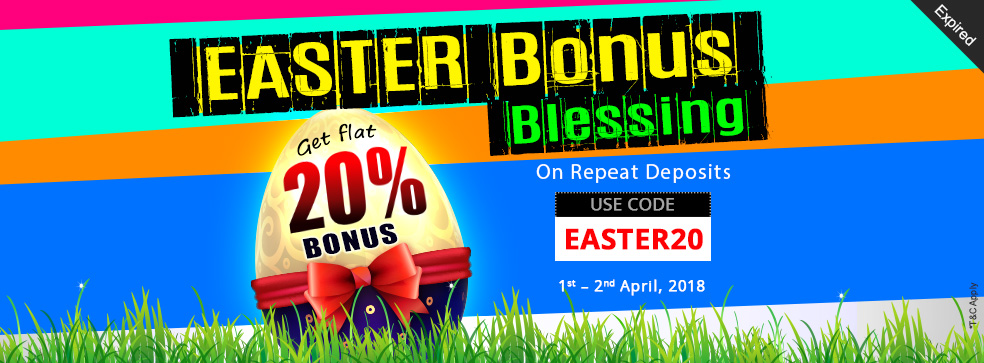 Expired
EASTER Bonus
Blessing
Get flat
20%
BONUS
On Repeat Deposits
USE CODE
EASTER20
1st – 2nd April, 2018
*T&C Apply